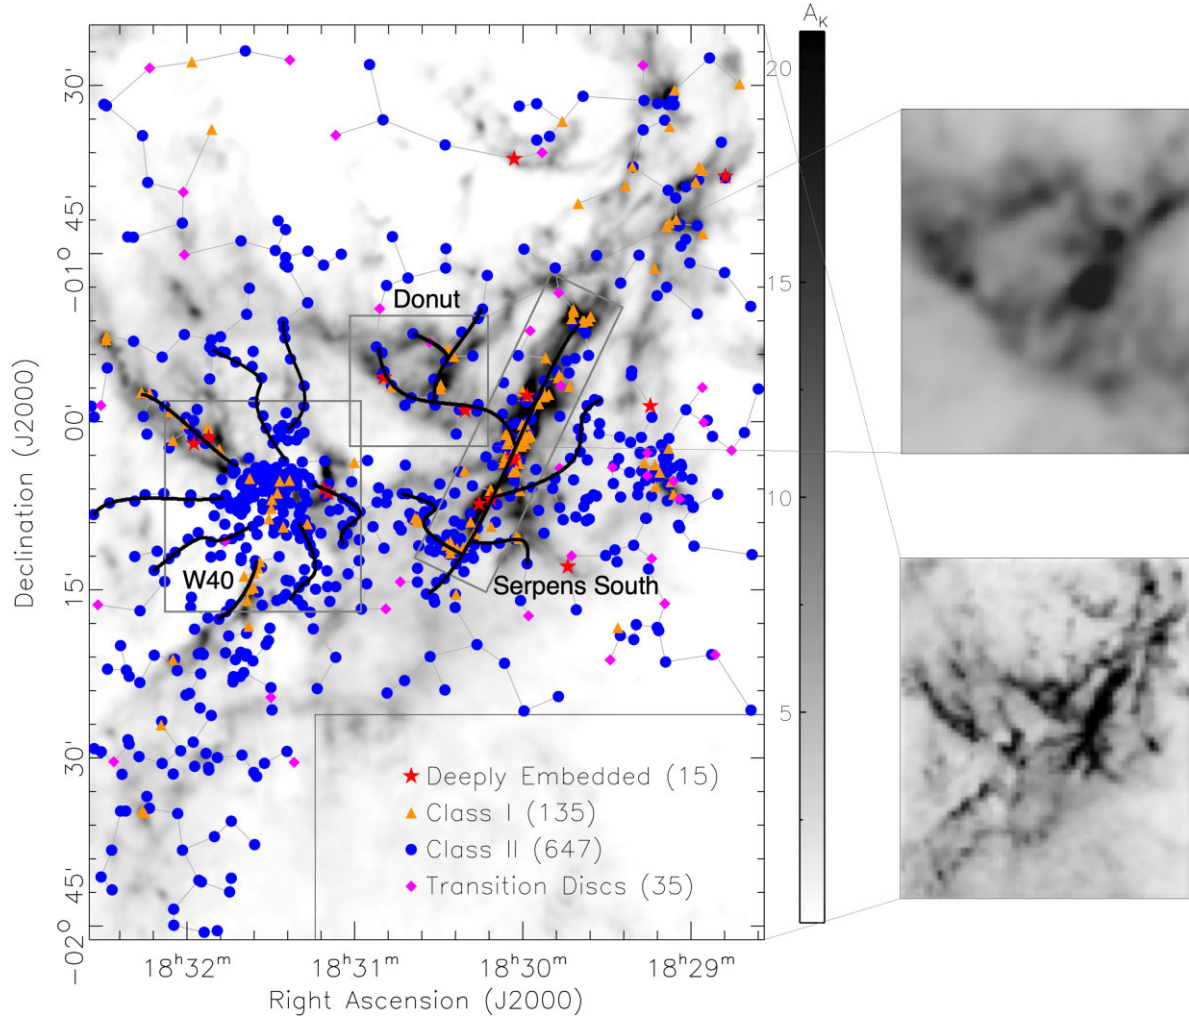 A_K
20
15
10
5
30'
45'
−01°
00'
15
30'
45'
−02°
Declination (J2000)
Donut
W40
Serpens South
Deeply Embedded (15)
Class I (135)
Class II (647)
Transition Discs (35)
18ʰ32ᵐ
18ʰ31ᵐ
18ʰ30ᵐ
18ʰ29ᵐ
Right Ascension (J2000)